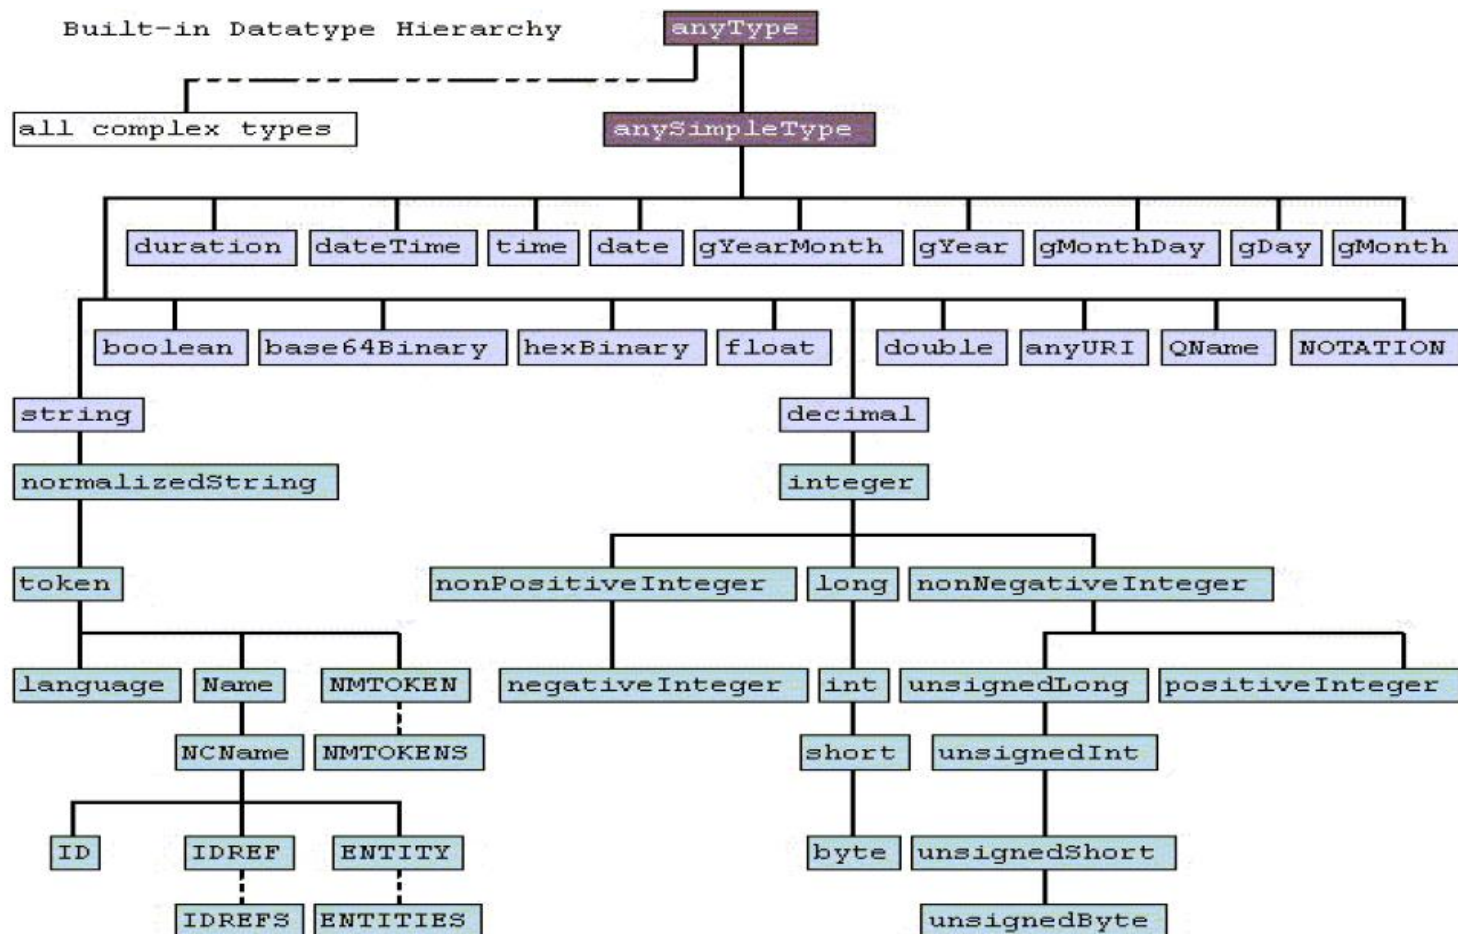 Built-in Datatype Hierarchy anyType
all complex types anySimpleType
duration dateTime time date gYearMonth gYear gMonthDay gDay gMonth
boolean base64Binary hexBinary float double anyURI QName NOTATION
string decimal
normalizedString integer
token nonPositiveInteger long nonNegativeInteger
language Name NMTOKEN negativeInteger int unsignedLong positiveInteger
NCName NMTOKENS short unsignedInt
ID IDREF ENTITY byte unsignedShort
IDREFS ENTITIES unsignedByte